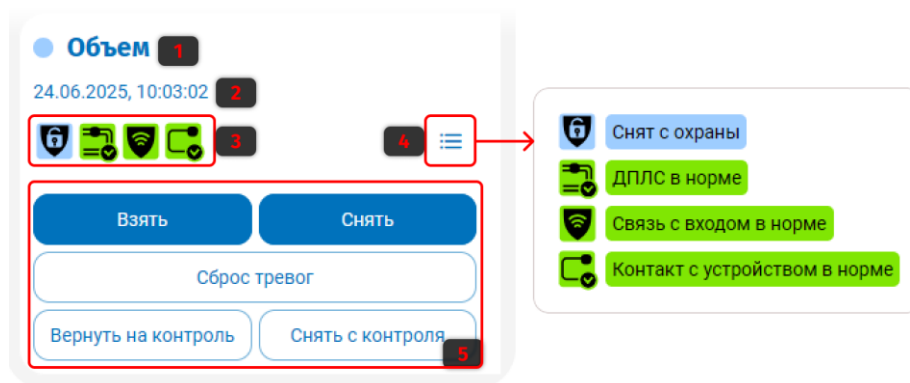 Объем 1
24.06.2025, 10:03:02 2
3
4
Взять Снять
Сброс тревог
Вернуть на контроль Снять с контроля
5
Снят с охраны
ДПЛС в норме
Связь с входом в норме
Контакт с устройством в норме